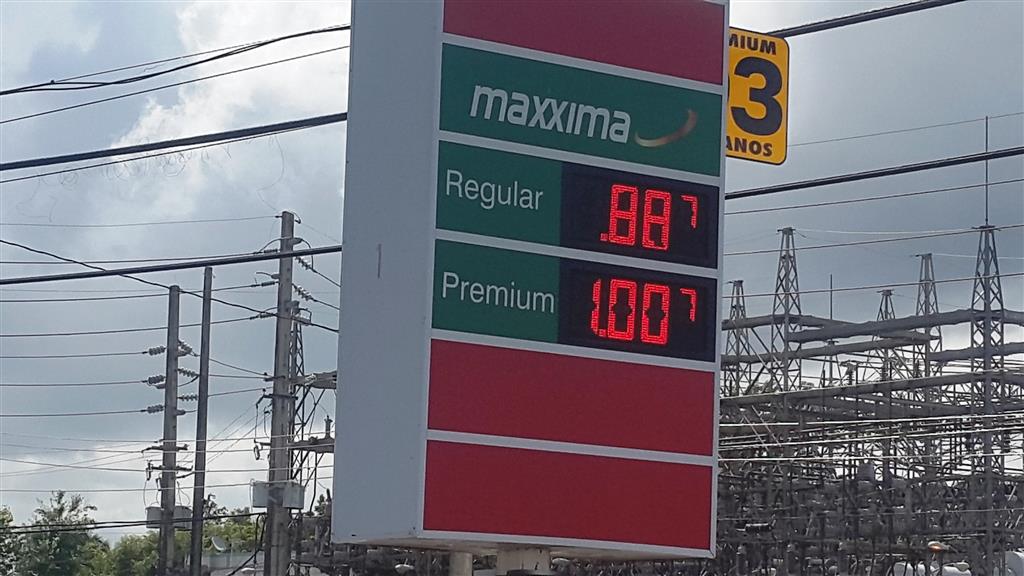 maxxima
Regular .88 7
Premium 1.00 7
MIUM
3
ANOS